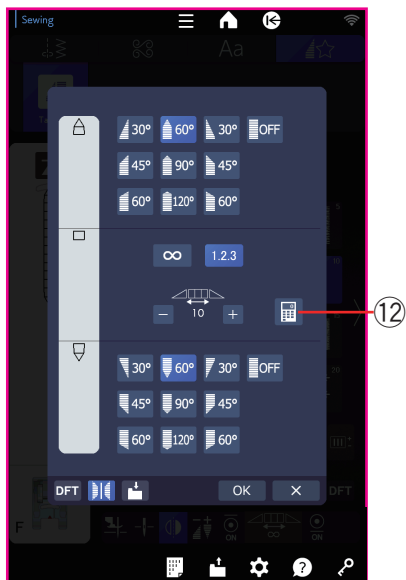 Sewing
Aa
30° 60° 30° OFF
45° 90° 45°
60° 120° 60°
∞ 1.2.3
− 10 +
⑫
30° 60° 30° OFF
45° 90° 45°
60° 120° 60°
DFT OK × DFT
F ON ∞ ON
?